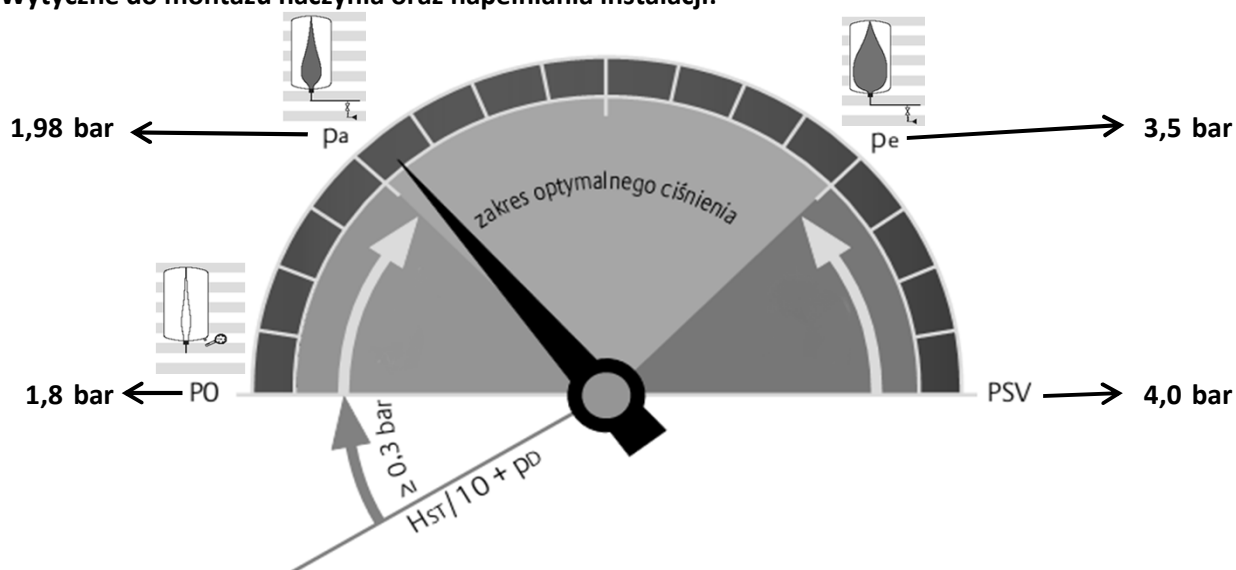 Wytyczne do montażu naczynia oraz napełniania instalacji:
1,98 bar
pa
pe
3,5 bar
zakres optymalnego ciśnienia
1,8 bar
PO
PSV
4,0 bar
≥ 0,3 bar
HST/10 + pD